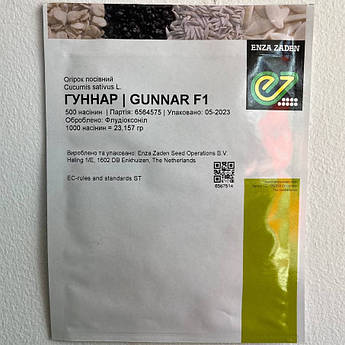 ENZA ZADEN
Огірок посівний
Cucumis sativus L.
ГУННАР | GUNNAR F1
500 насінин | Партія: 6564575 | Упаковано: 05-2023
Оброблено: Флудіоксоніл
1000 насінин = 23,157 гр
Вироблено та упаковано: Enza Zaden Seed Operations B.V.
Haling 1/E, 1602 DB Enkhuizen, The Netherlands
EC-rules and standards ST
6567514